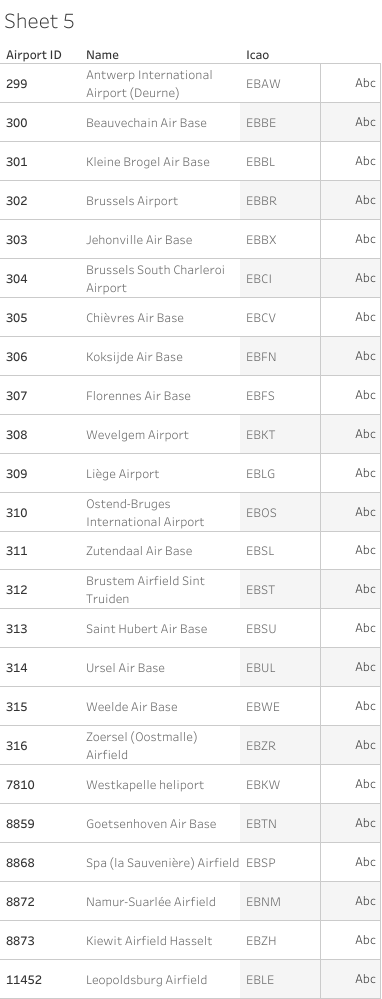 Sheet 5
Airport ID Name Icao
299 Antwerp International Airport (Deurne) EBAW Abc
300 Beauvechain Air Base EBBE Abc
301 Kleine Brogel Air Base EBBL Abc
302 Brussels Airport EBBR Abc
303 Jehonville Air Base EBBX Abc
304 Brussels South Charleroi Airport EBCI Abc
305 Chièvres Air Base EBCV Abc
306 Koksijde Air Base EBFN Abc
307 Florennes Air Base EBFS Abc
308 Wevelgem Airport EBKT Abc
309 Liège Airport EBLG Abc
310 Ostend-Bruges International Airport EBOS Abc
311 Zutendaal Air Base EBSL Abc
312 Brustem Airfield Sint Truiden EBST Abc
313 Saint Hubert Air Base EBSU Abc
314 Ursel Air Base EBUL Abc
315 Weelde Air Base EBWE Abc
316 Zoersel (Oostmalle) Airfield EBZR Abc
7810 Westkapelle heliport EBKW Abc
8859 Goetsenhoven Air Base EBTN Abc
8868 Spa (la Sauvenière) Airfield EBSP Abc
8872 Namur-Suarlée Airfield EBNM Abc
8873 Kiewit Airfield Hasselt EBZH Abc
11452 Leopoldsburg Airfield EBLE Abc